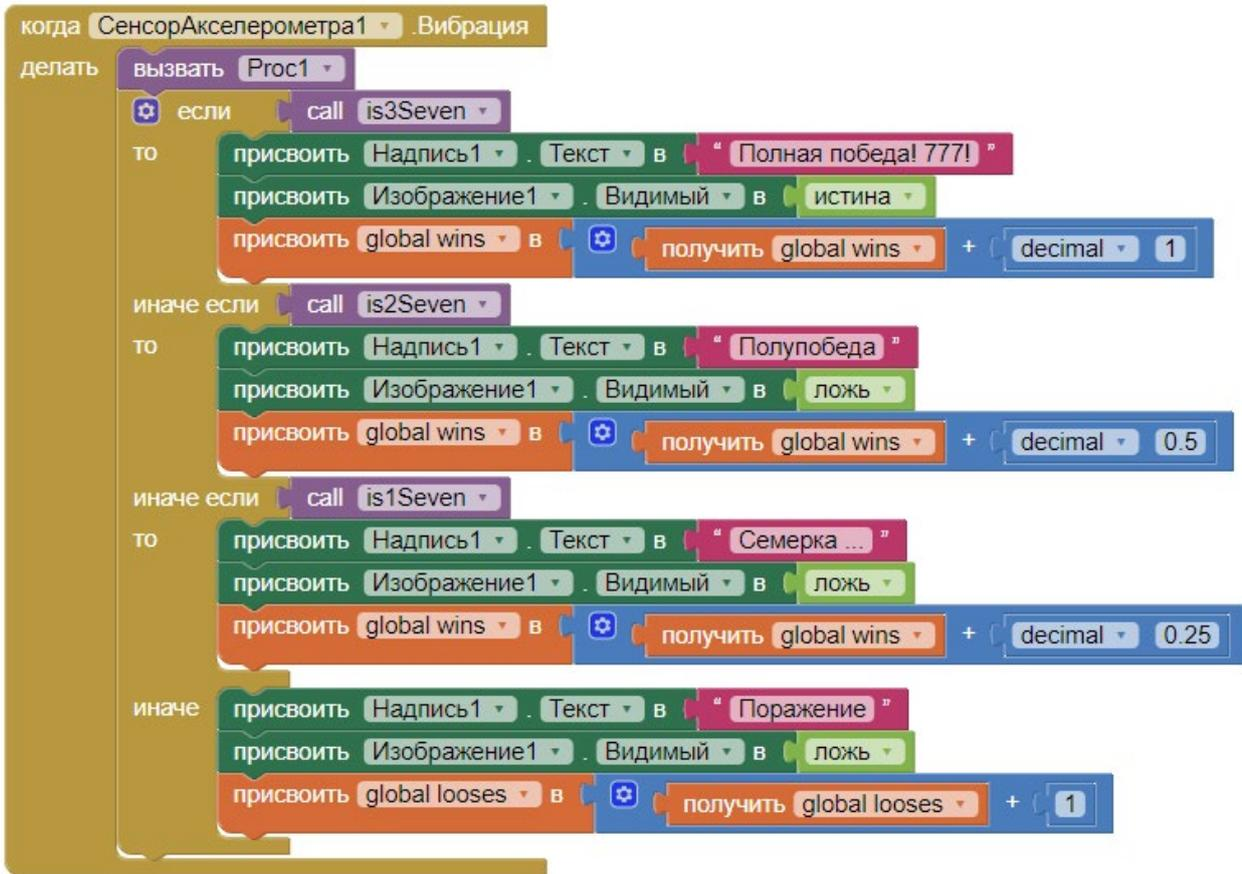 когда СенсорАкселерометра1 .Вибрация
делать вызвать Proc1
если call is3Seven
то присвоить Надпись1 . Текст в " Полная победа! 777! "
присвоить Изображение1 . Видимый в истина
присвоить global wins в получить global wins + decimal 1
иначе если call is2Seven
то присвоить Надпись1 . Текст в " Полупобеда "
присвоить Изображение1 . Видимый в ложь
присвоить global wins в получить global wins + decimal 0.5
иначе если call is1Seven
то присвоить Надпись1 . Текст в " Семерка ... "
присвоить Изображение1 . Видимый в ложь
присвоить global wins в получить global wins + decimal 0.25
иначе присвоить Надпись1 . Текст в " Поражение "
присвоить Изображение1 . Видимый в ложь
присвоить global looses в получить global looses + 1